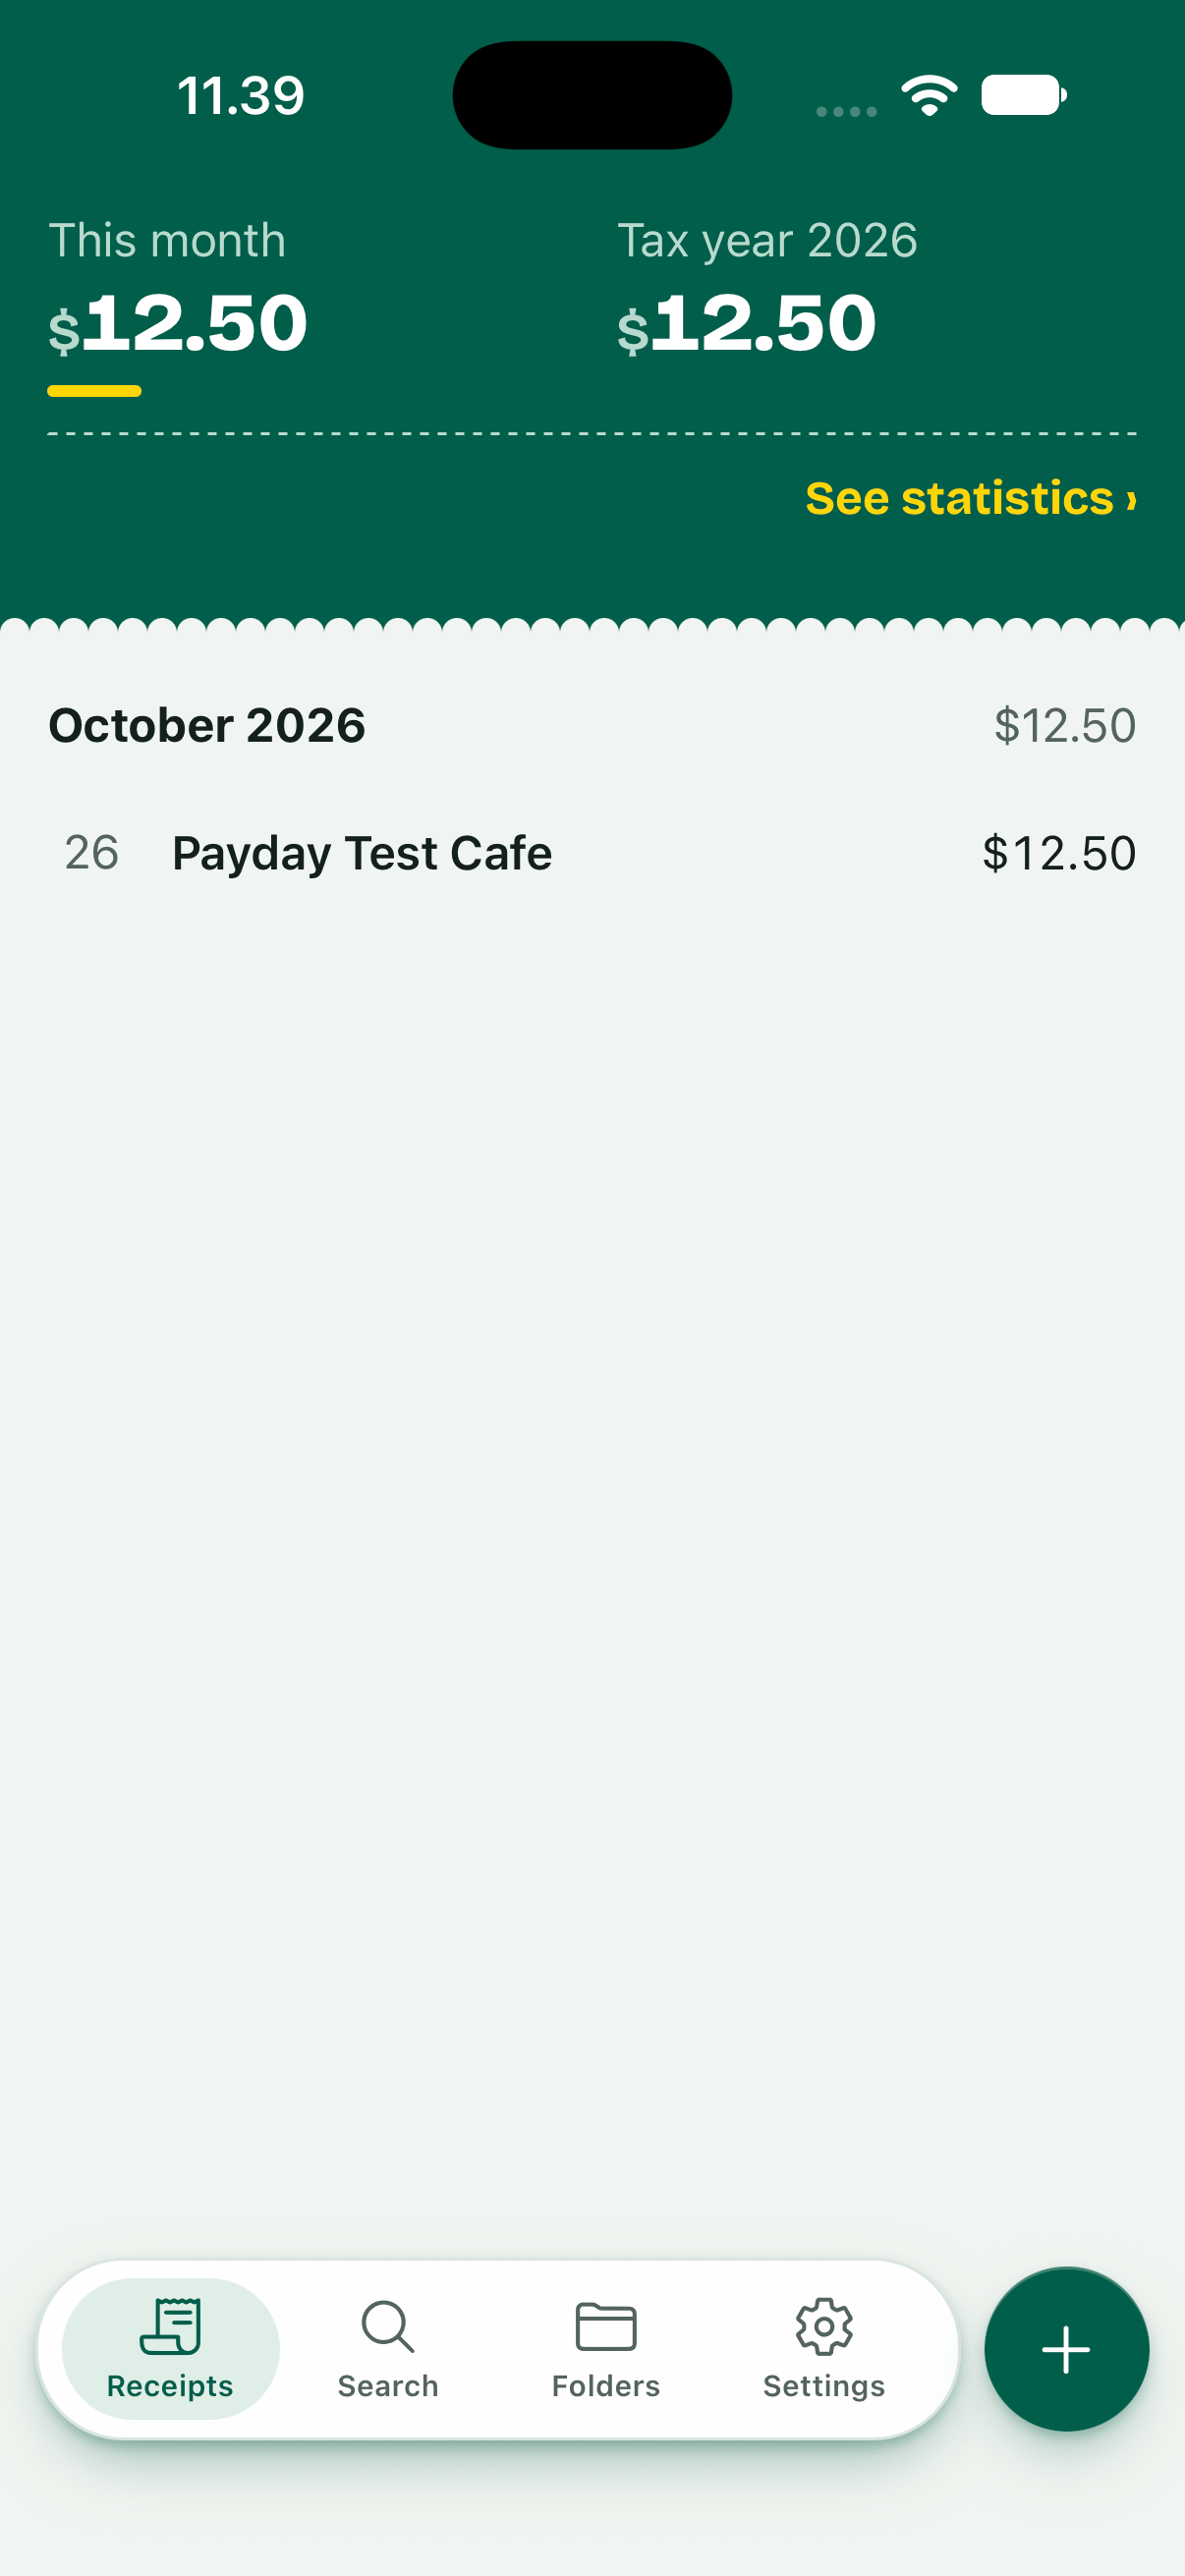 11.39
This month
Tax year 2026
$12.50
$12.50
See statistics ›
October 2026
$12.50
26 Payday Test Cafe $12.50
Receipts
Search
Folders
Settings